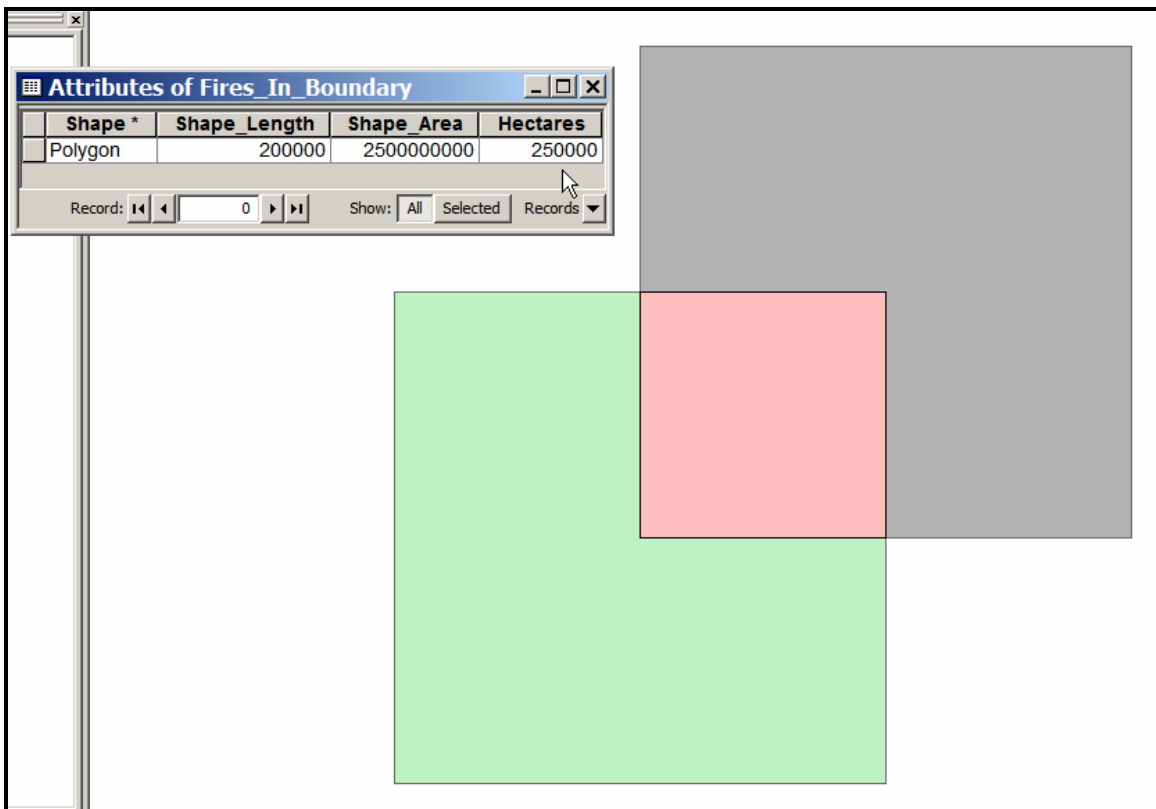 Attributes of Fires_In_Boundary
Shape * Shape_Length Shape_Area Hectares
Polygon 200000 2500000000 250000
Record: 0 Show: All Selected Records